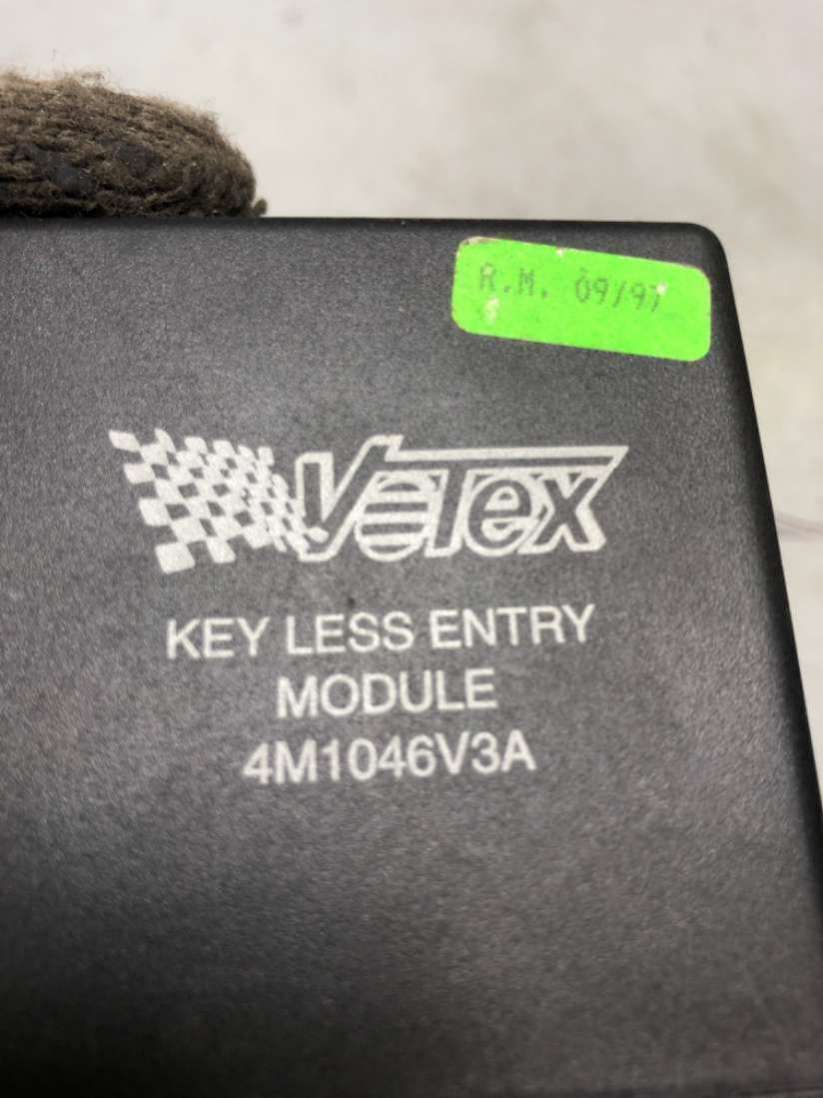 R.M. 09/97
VeTex
KEY LESS ENTRY
MODULE
4M1046V3A